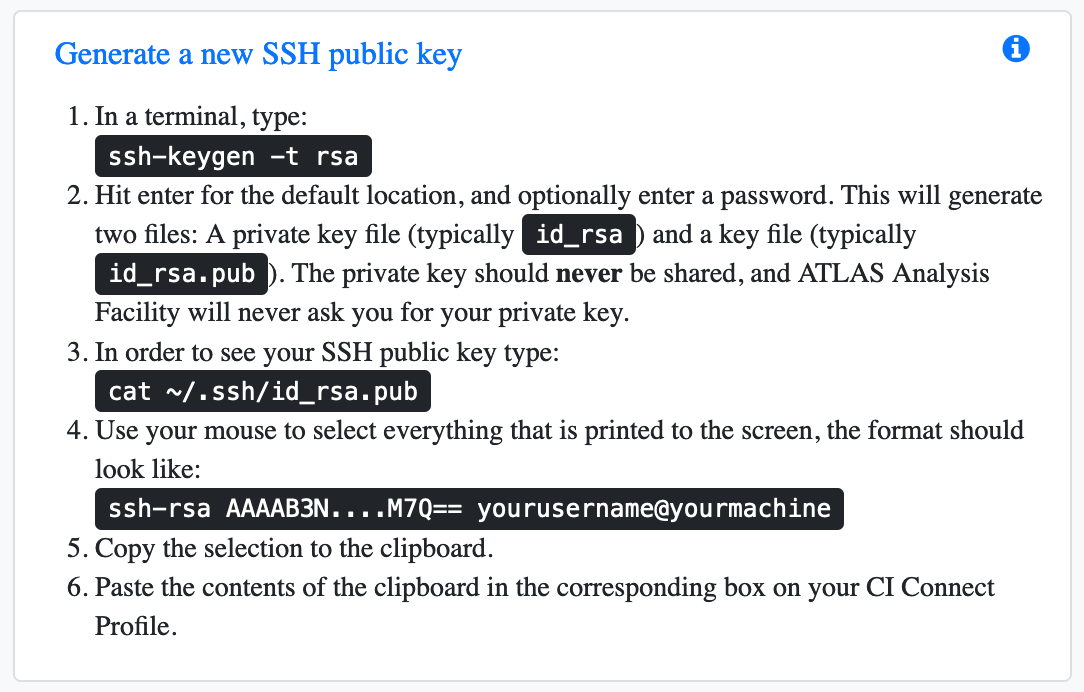 Generate a new SSH public key
1. In a terminal, type:
ssh-keygen -t rsa
2. Hit enter for the default location, and optionally enter a password. This will generate
two files: A private key file (typically id_rsa) and a key file (typically
id_rsa.pub). The private key should never be shared, and ATLAS Analysis
Facility will never ask you for your private key.
3. In order to see your SSH public key type:
cat ~/.ssh/id_rsa.pub
4. Use your mouse to select everything that is printed to the screen, the format should
look like:
ssh-rsa AAAAB3N....M7Q== yourusername@yourmachine
5. Copy the selection to the clipboard.
6. Paste the contents of the clipboard in the corresponding box on your CI Connect
Profile.